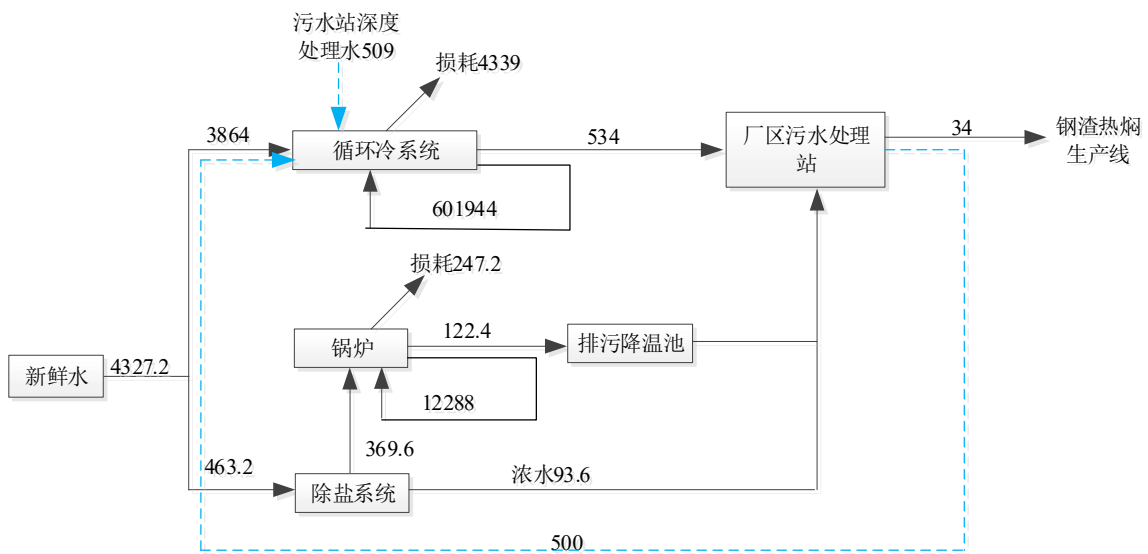 污水站深度
处理水509
损耗4339
3864
循环冷系统
534
厂区污水处理
站
34
钢渣热焖
生产线
601944
损耗247.2
锅炉
122.4
排污降温池
新鲜水
4327.2
12288
369.6
463.2
除盐系统
浓水93.6
500